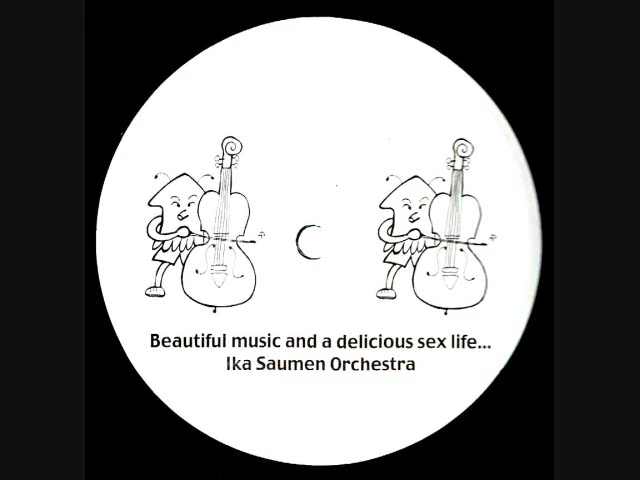 Beautiful music and a delicious sex life...
Ika Saumen Orchestra